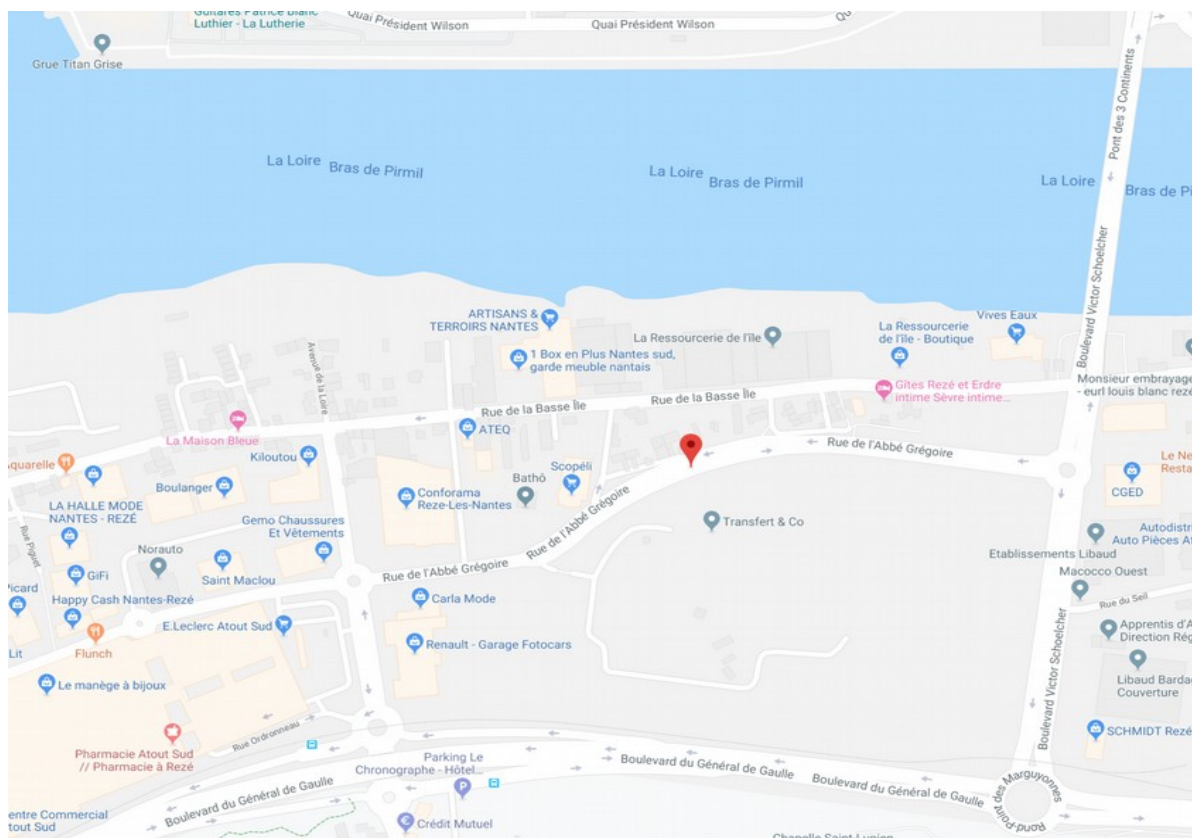 Guitares Patrice Blanc
Luthier - La Lutherie
Quai Président Wilson
Quai Président Wilson
Grue Titan Grise
Pont des 3 Continents
La Loire
Bras de Pirmil
La Loire
Bras de Pirmil
La Loire
Bras de Pi
Boulevard Victor Schoelcher
ARTISANS &
TERROIRS NANTES
1 Box en Plus Nantes sud,
garde meuble nantais
La Ressourcerie de l'île
La Ressourcerie
de l'île - Boutique
Vives Eaux
Avenue de la Loire
Gîtes Rezé et Erdre
intime Sèvre intime...
Monsieur embrayage
- eurl louis blanc rezé
Rue de la Basse Île
Rue de la Basse Île
La Maison Bleue
ATEQ
Kiloutou
Aquarelle
Boulanger
LA HALLE MODE
NANTES - REZÉ
Conforama
Reze-Les-Nantes
Bathô
Scopéli
Rue de l'Abbé Grégoire
Le Ne
Resta
CGED
Gemo Chaussures
Et Vêtements
Rue Piguet
Norauto
Saint Maclou
GiFi
Picard
Happy Cash Nantes-Rezé
Rue de l'Abbé Grégoire
Rue de l'Abbé Grégoire
Transfert & Co
Autodistri
Auto Pièces At
Etablissements Libaud
Macocco Ouest
Rue du Seil
Carla Mode
E.Leclerc Atout Sud
Flunch
Lit
Renault - Garage Fotocars
Apprentis d'A
Direction Rég
Le manège à bijoux
Libaud Bardag
Couverture
Boulevard Victor Schoelcher
SCHMIDT Rezé
Rue Ordronneau
Pharmacie Atout Sud
// Pharmacie à Rezé
Parking Le
Chronographe - Hôtel...
Boulevard du Général de Gaulle
Boulevard du Général de Gaulle
Boulevard du Général de Gaulle
Rond-Point des Marguyonnes
entre Commercial
tout Sud
Crédit Mutuel
Chapelle Saint-Lupien